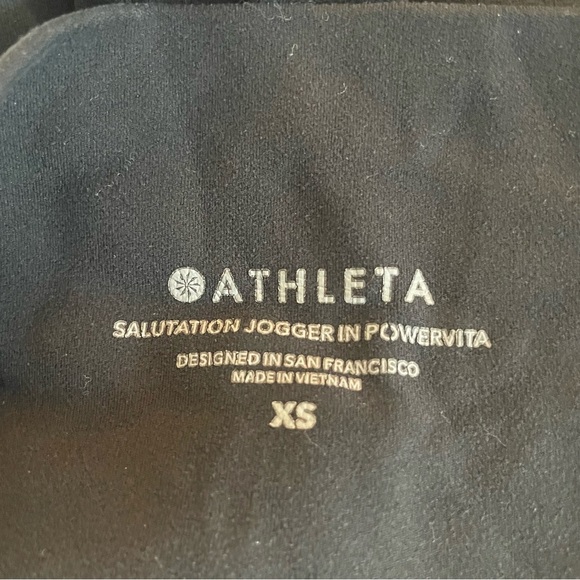 ATHLETA
SALUTATION JOGGER IN POWERVITA
DESIGNED IN SAN FRANCISCO
MADE IN VIETNAM
XS